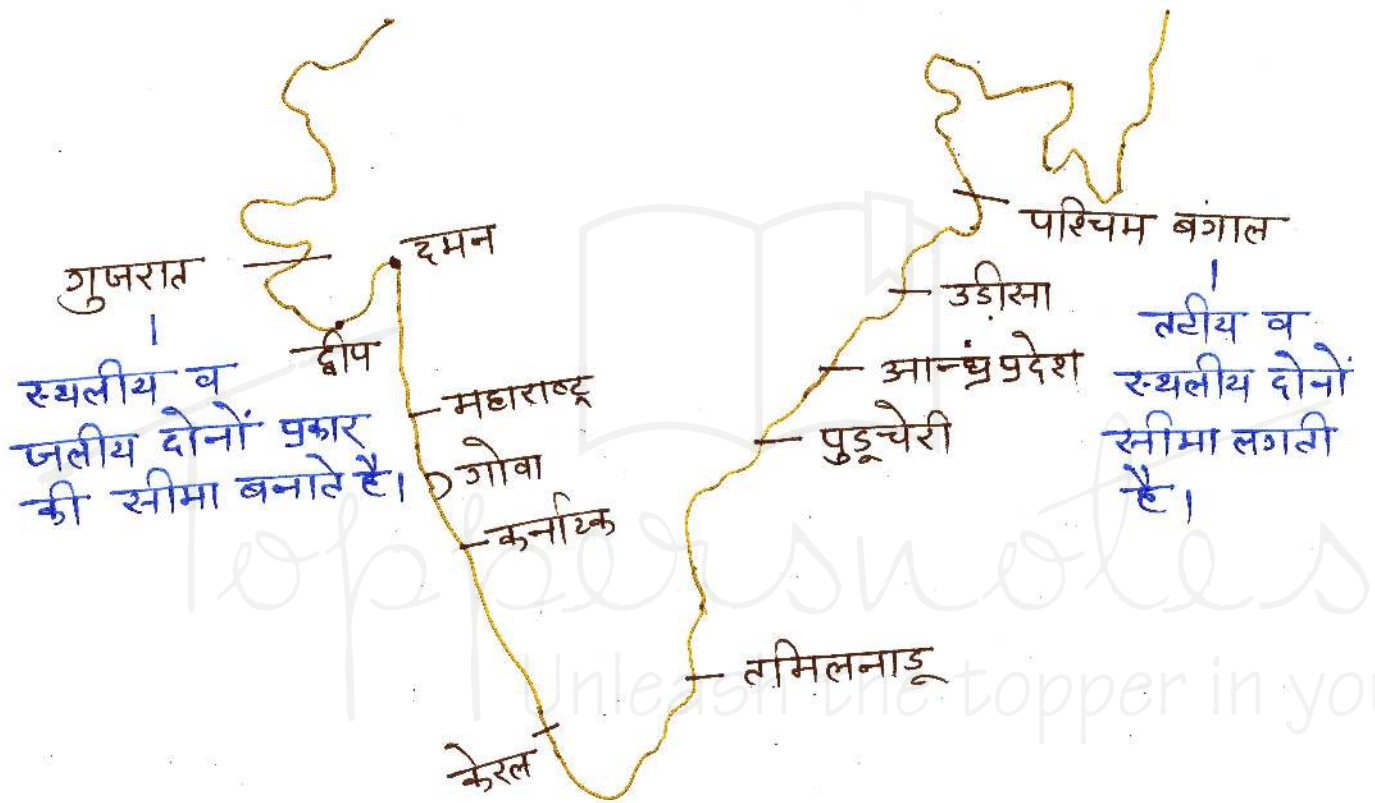 गुजरात
|
स्थलीय व
जलीय दोनों प्रकार
की सीमा बनाते है।
दमन
द्वीप
महाराष्ट्र
गोवा
कर्नाटक
केरल
पश्चिम बंगाल
|
तटीय व
स्थलीय दोनों
सीमा लगती
है।
उड़ीसा
आन्ध्रप्रदेश
पुडूचेरी
तमिलनाडू
Toppersnotes
Unleash the topper in yo